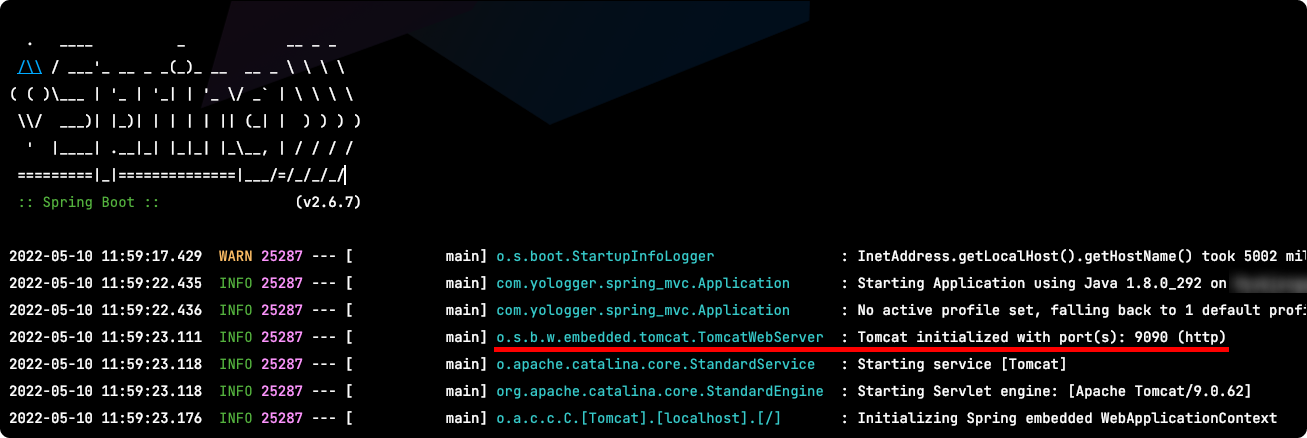 .   ____          _            __ _ _
 /\\ / ___'_ __ _ _(_)_ __  __ _ \ \ \ \
( ( )\___ | '_ | '_| | '_ \/ _` | \ \ \ \
 \\/  ___)| |_)| | | | | || (_| |  ) ) ) )
  '  |____| .__|_| |_|_| |_\__, | / / / /
 =========|_|==============|___/=/_/_/_/
 :: Spring Boot ::                (v2.6.7)
2022-05-10 11:59:17.429  WARN 25287 --- [           main] o.s.boot.StartupInfoLogger               : InetAddress.getLocalHost().getHostName() took 5002 mil
2022-05-10 11:59:22.435  INFO 25287 --- [           main] com.yologger.spring_mvc.Application      : Starting Application using Java 1.8.0_292 on
2022-05-10 11:59:22.436  INFO 25287 --- [           main] com.yologger.spring_mvc.Application      : No active profile set, falling back to 1 default profi
2022-05-10 11:59:23.111  INFO 25287 --- [           main] o.s.b.w.embedded.tomcat.TomcatWebServer  : Tomcat initialized with port(s): 9090 (http)
2022-05-10 11:59:23.118  INFO 25287 --- [           main] o.apache.catalina.core.StandardService   : Starting service [Tomcat]
2022-05-10 11:59:23.118  INFO 25287 --- [           main] org.apache.catalina.core.StandardEngine  : Starting Servlet engine: [Apache Tomcat/9.0.62]
2022-05-10 11:59:23.176  INFO 25287 --- [           main] o.a.c.c.C.[Tomcat].[localhost].[/]       : Initializing Spring embedded WebApplicationContext